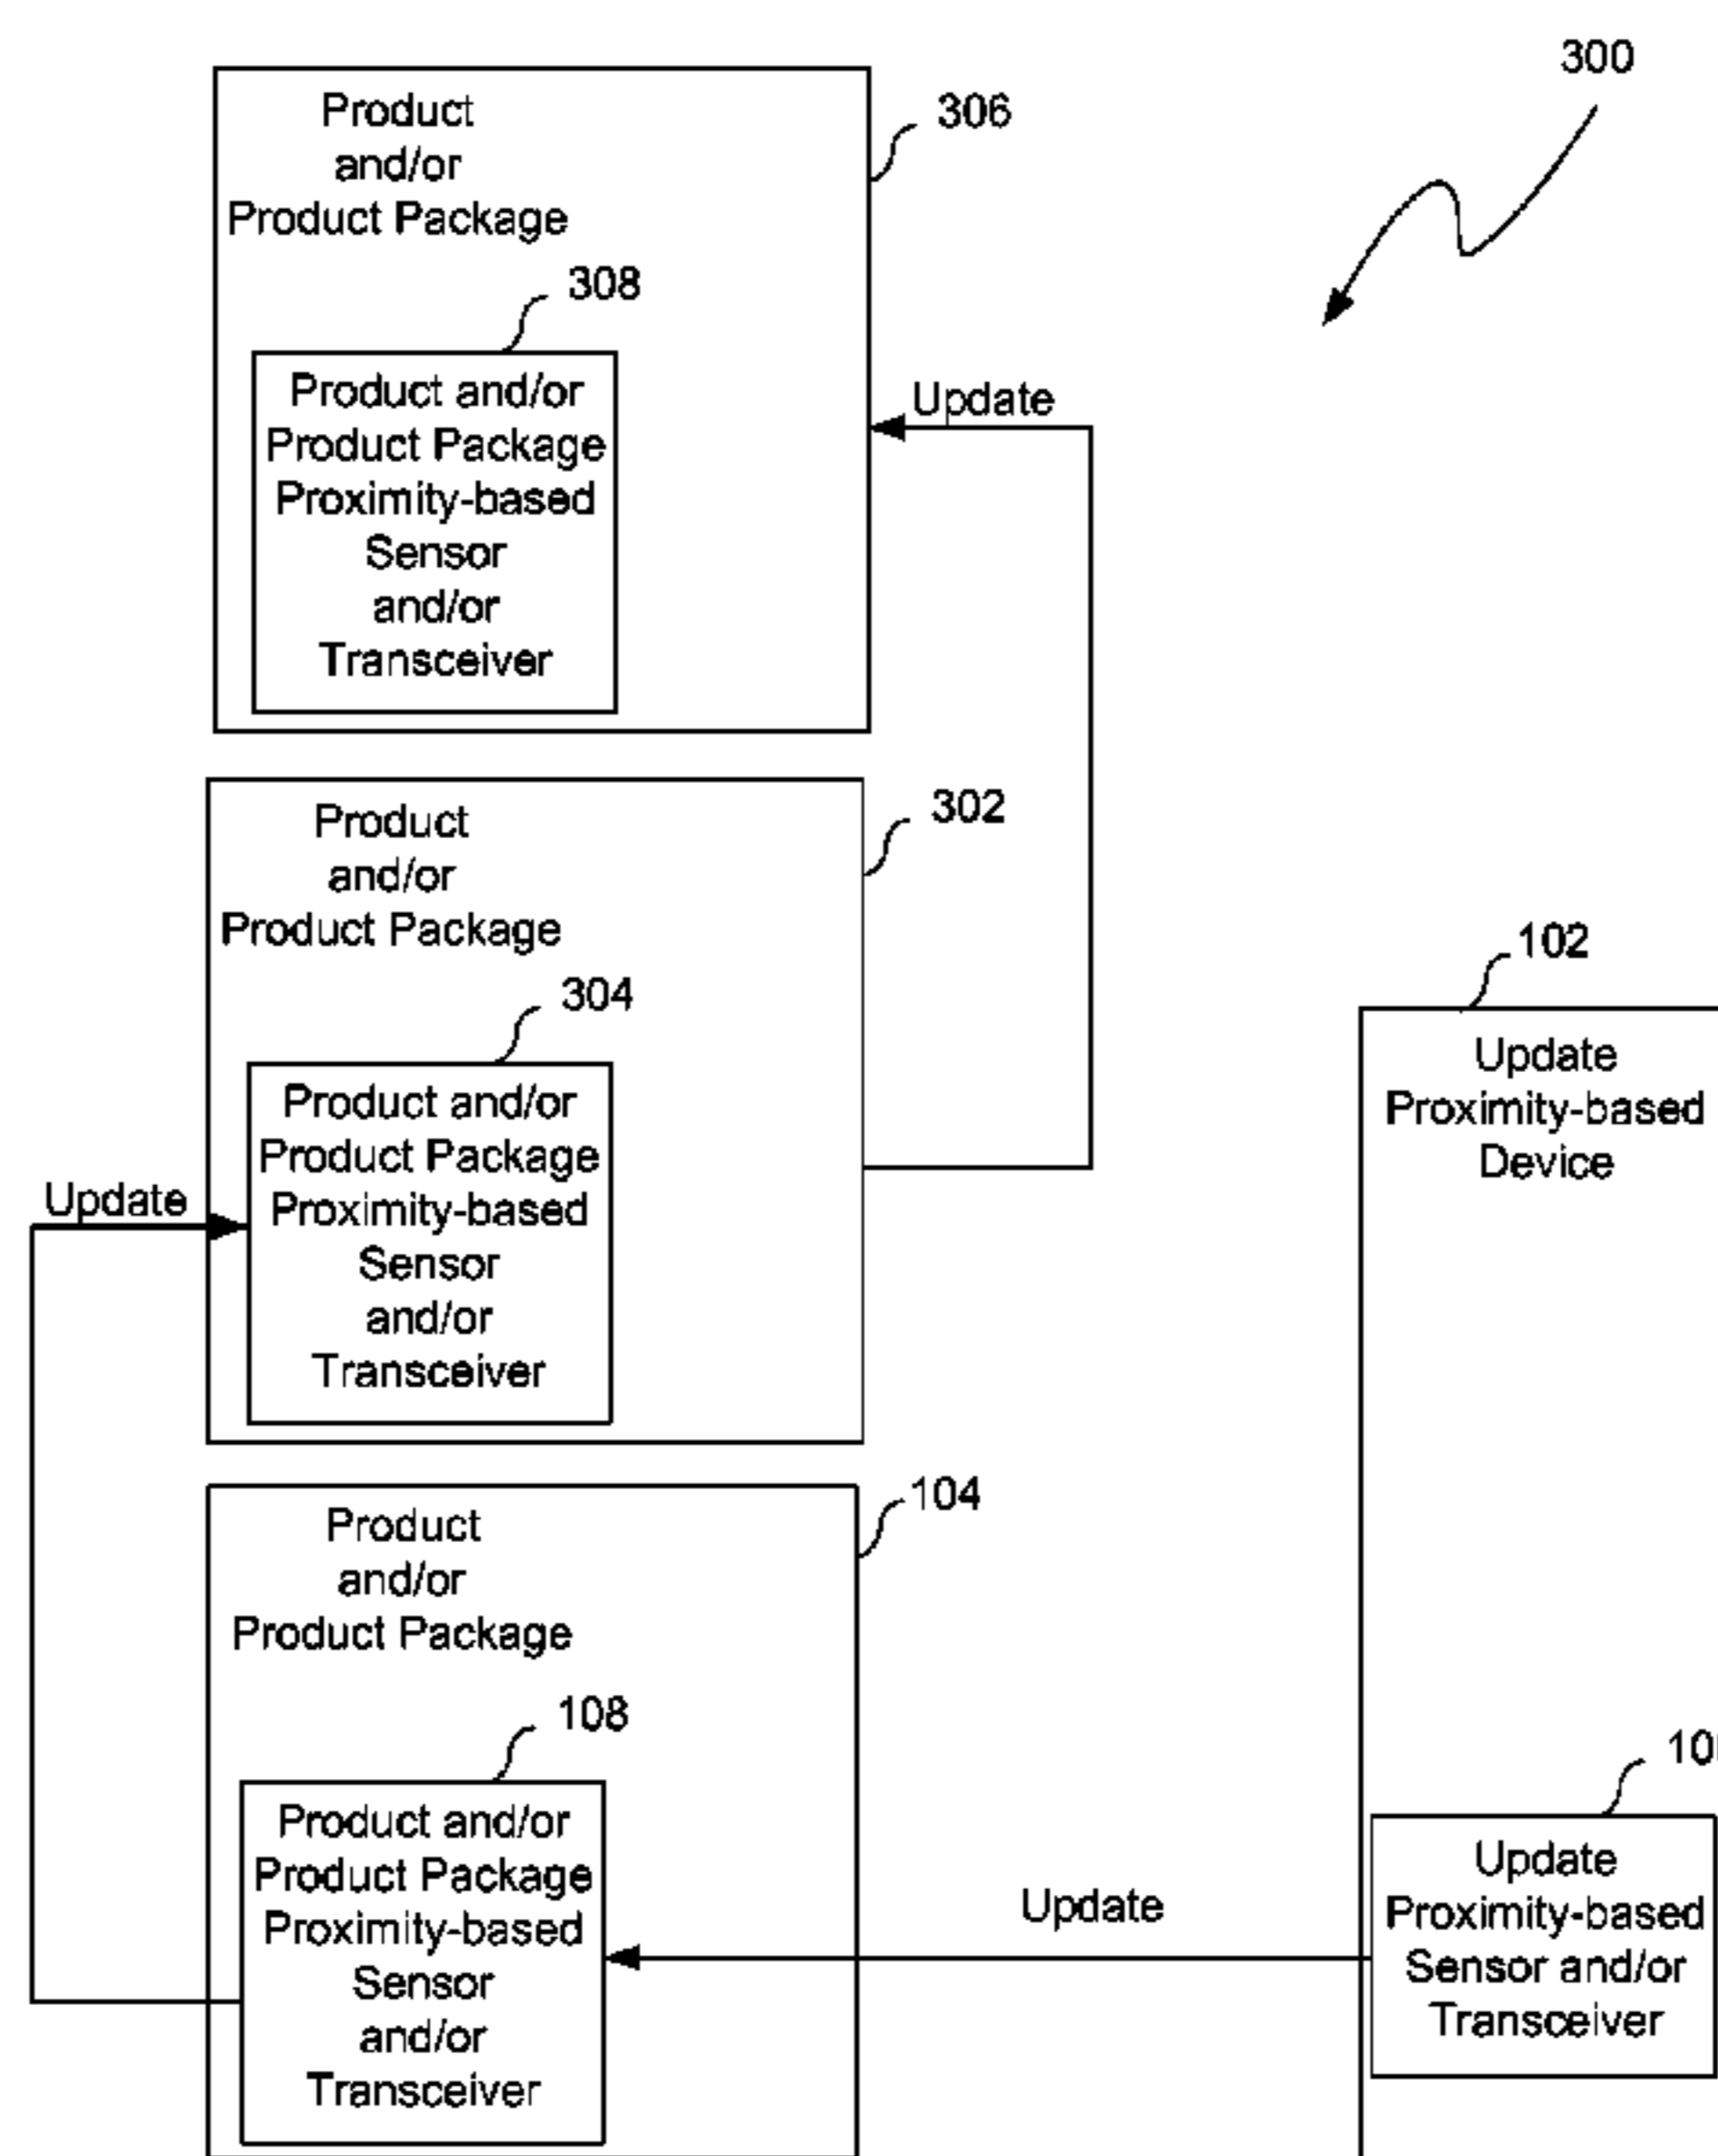 300
Product
and/or
Product Package
306
308
Product and/or
Product Package
Proximity-based
Sensor
and/or
Transceiver
Update
Product
and/or
Product Package
302
304
Product and/or
Product Package
Proximity-based
Sensor
and/or
Transceiver
Update
102
Update
Proximity-based
Device
Product
and/or
Product Package
104
108
Product and/or
Product Package
Proximity-based
Sensor
and/or
Transceiver
Update
Update
Proximity-based
Sensor and/or
Transceiver